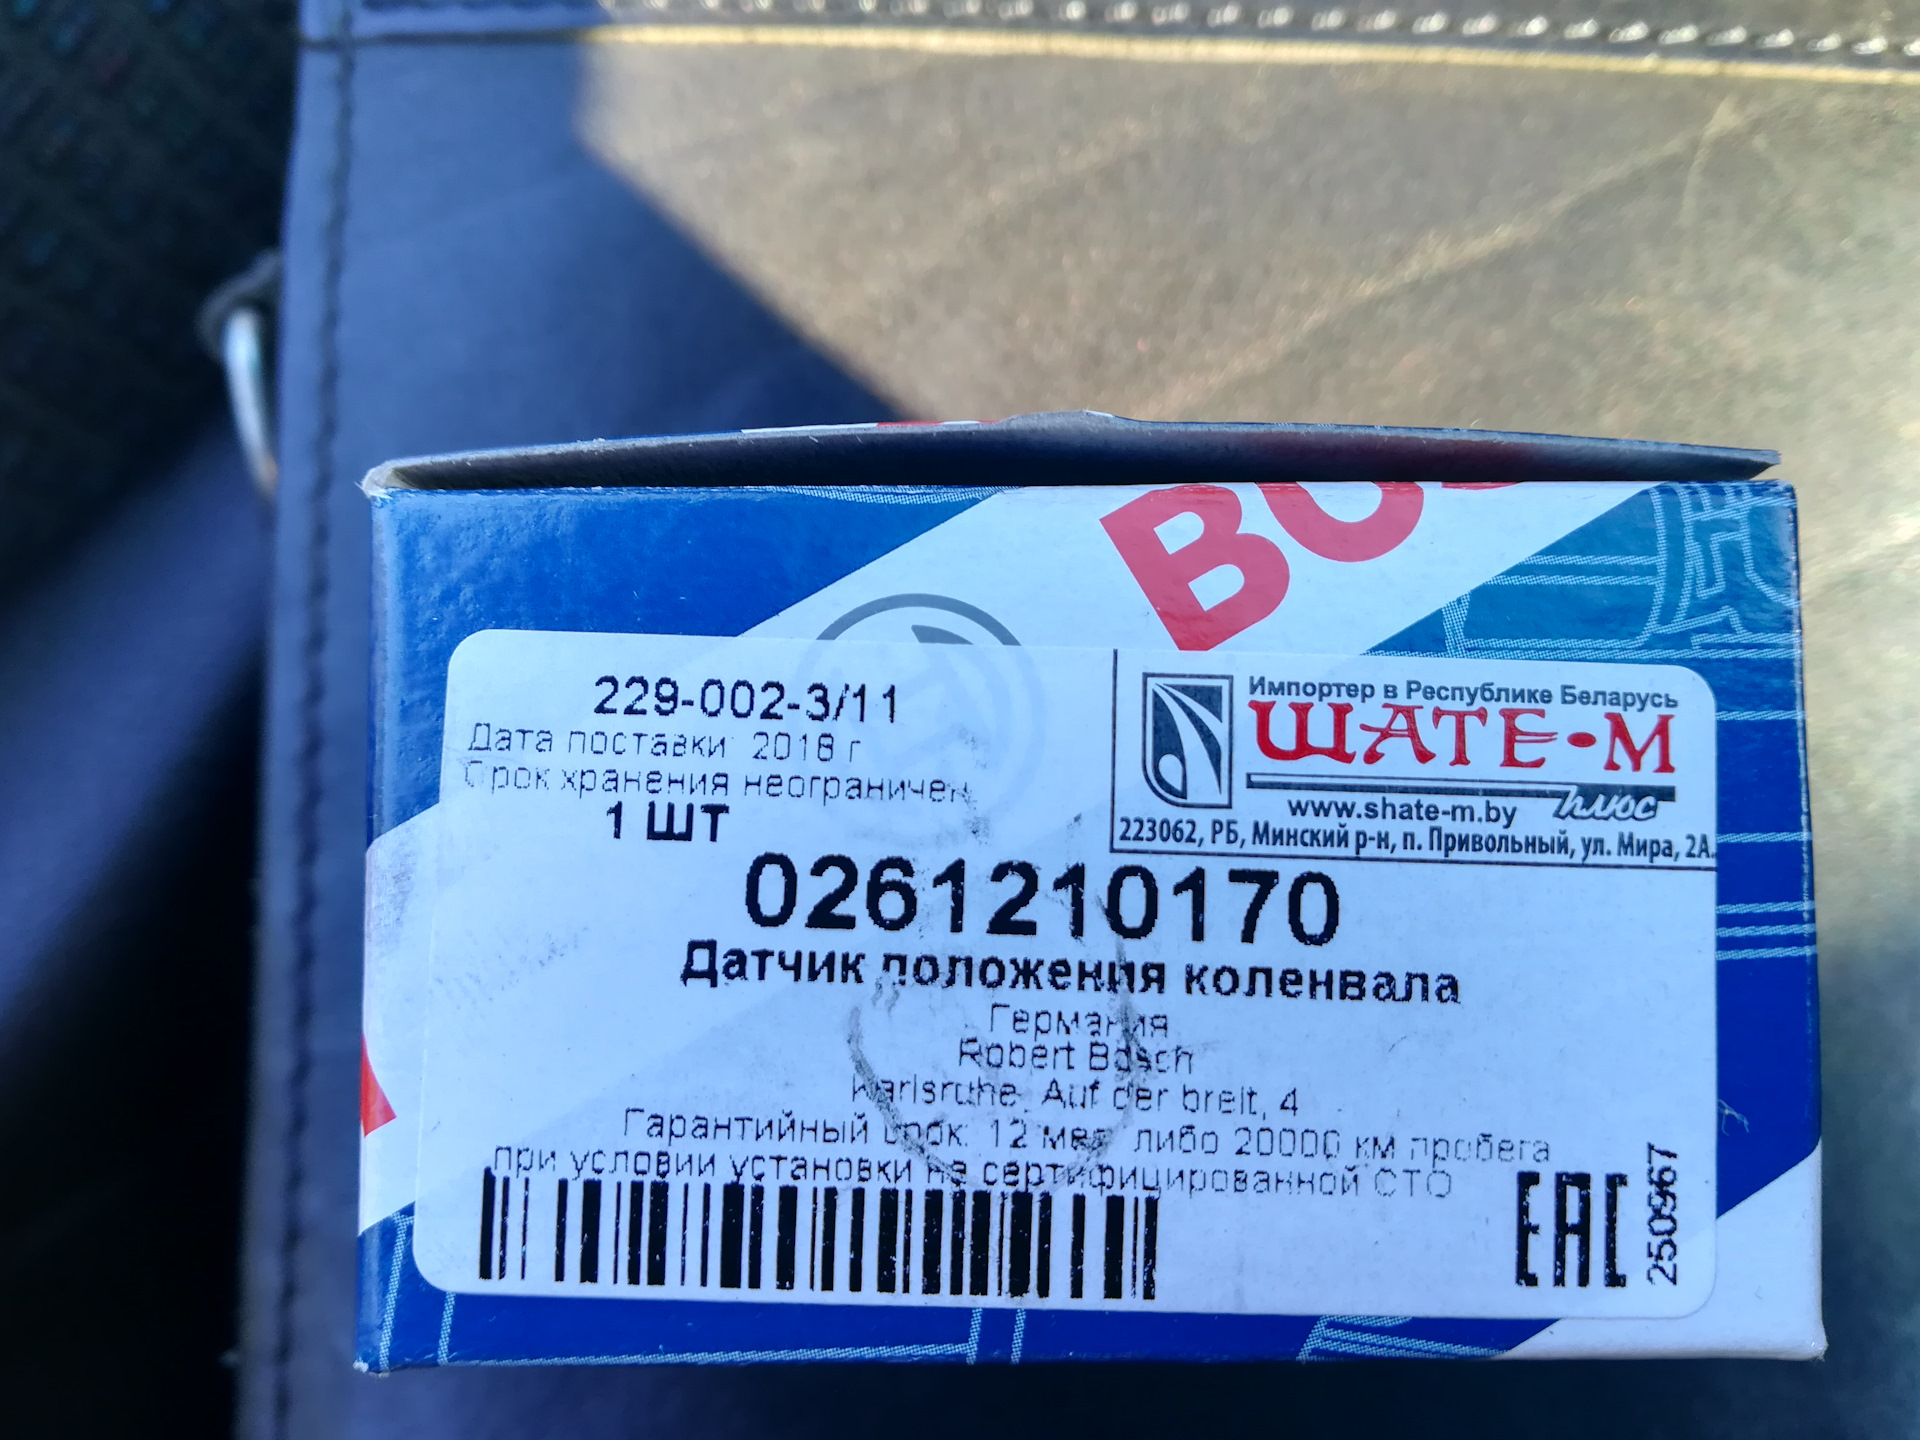 BOS
229-002-3/11
Дата поставки: 2018 г
Срок хранения неограничен
1 ШТ
Импортер в Республике Беларусь
ШАТЕ-М
плюс
www.shate-m.by
223062, РБ, Минский р-н, п. Привольный, ул. Мира, 2А.
0261210170
Датчик положения коленвала
Германия
Robert Bosch
Karlsruhe, Auf der breit, 4
Гарантийный срок: 12 мес. либо 20000 км пробега
при условии установки на сертифицированной СТО
EAC
250967